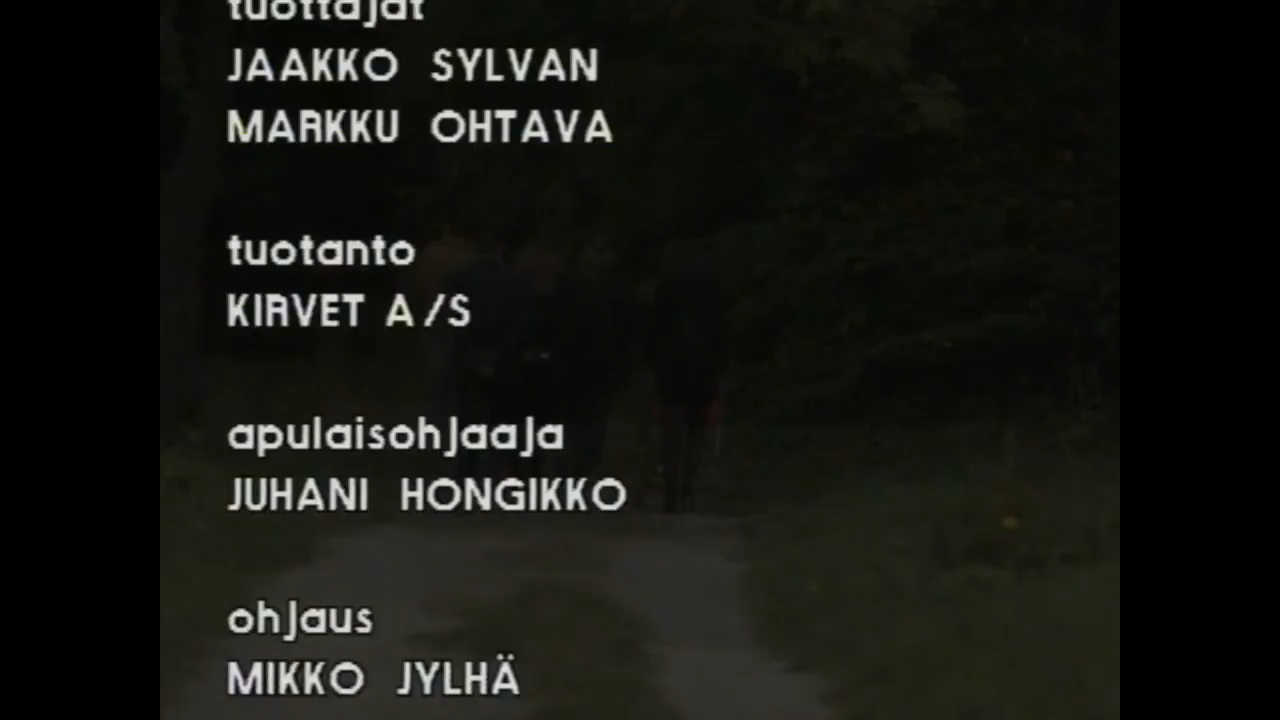 tuottajat
JAAKKO SYLVAN
MARKKU OHTAVA
tuotanto
KIRVET A/S
apulaisohjaaja
JUHANI HONGIKKO
ohjaus
MIKKO JYLHÄ